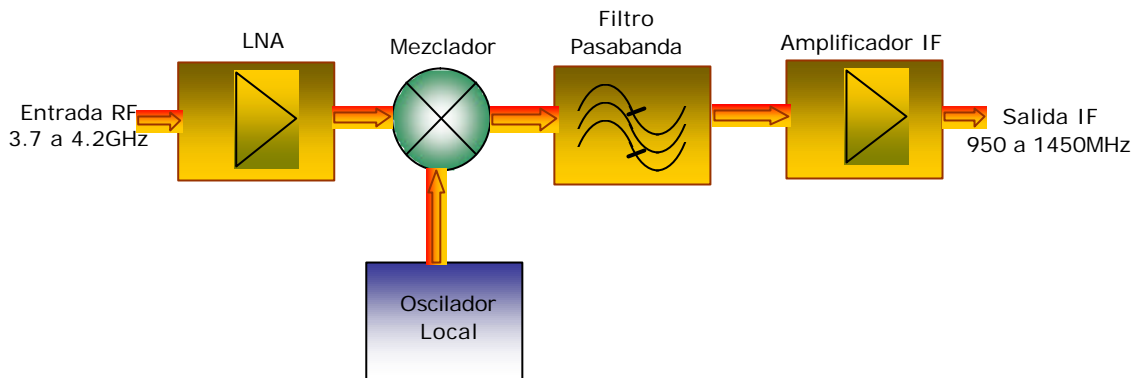 Entrada RF
3.7 a 4.2GHz
LNA
Mezclador
Filtro
Pasabanda
Amplificador IF
Salida IF
950 a 1450MHz
Oscilador
Local